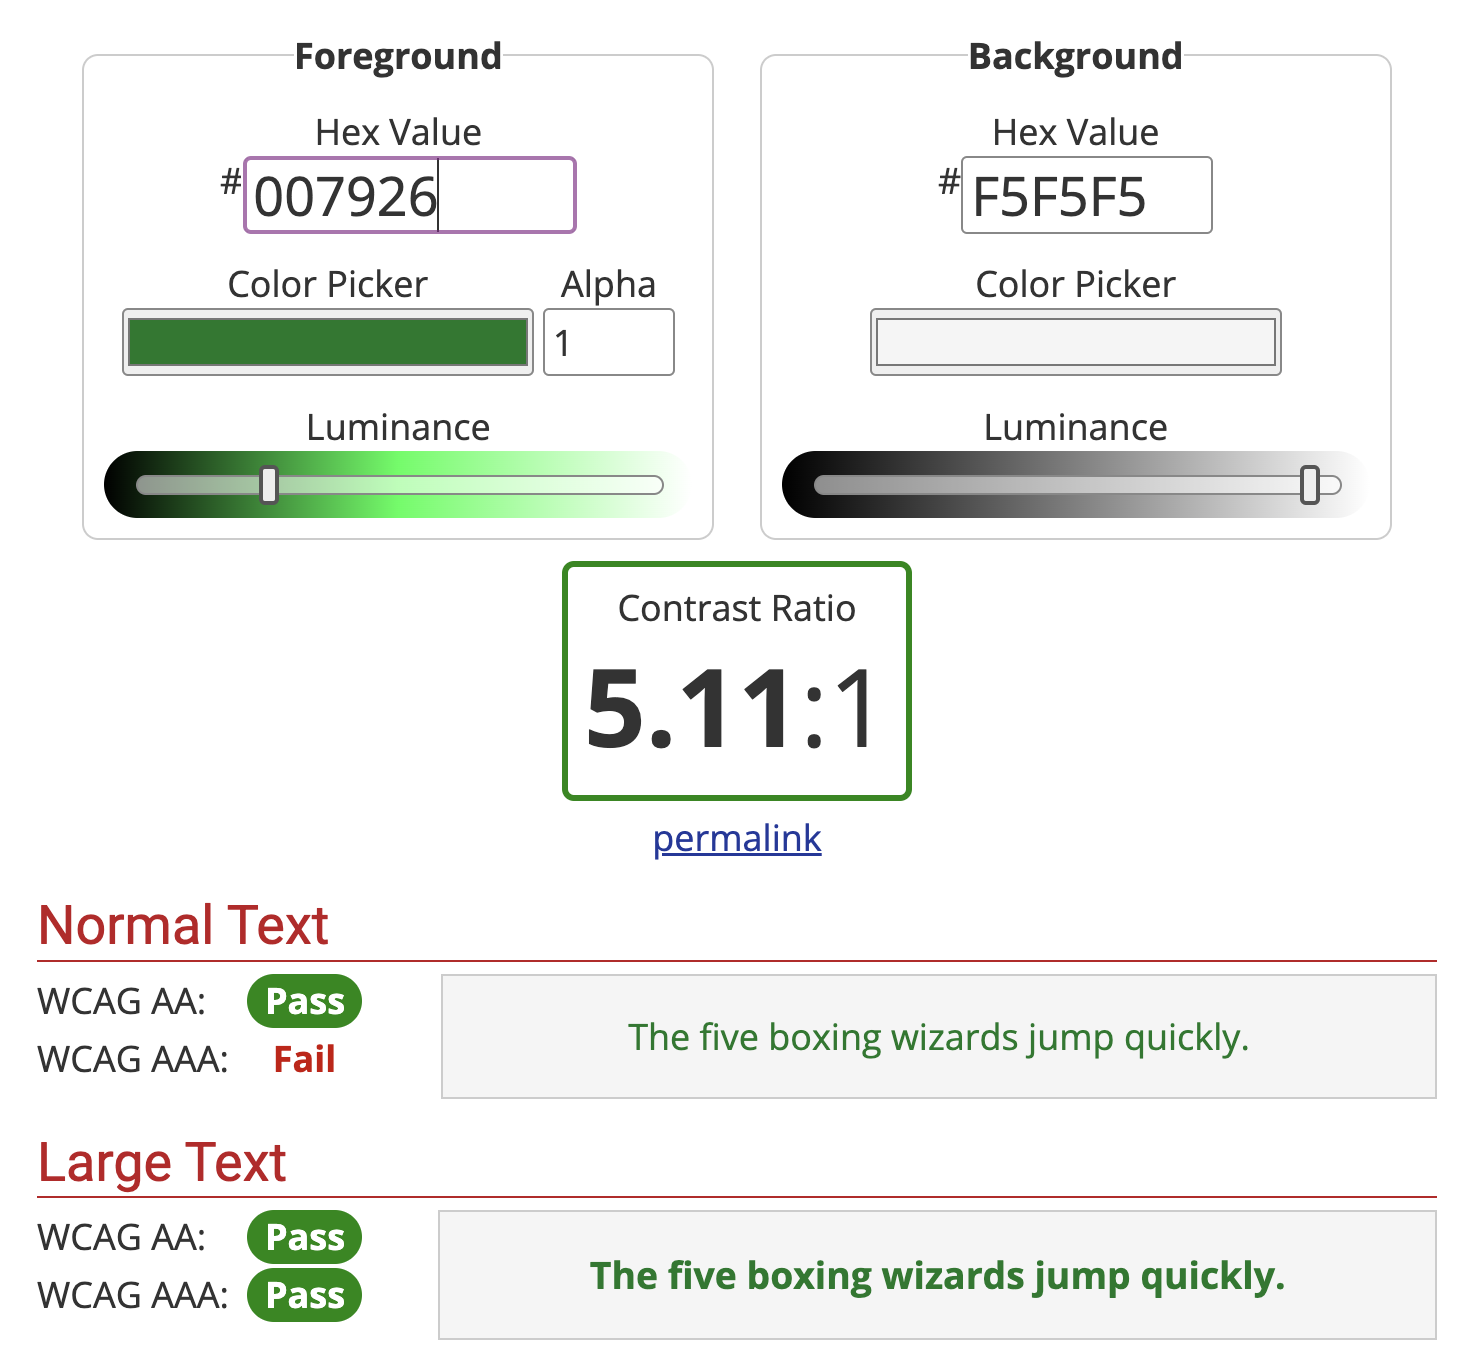 Foreground
Hex Value
#007926
Color Picker Alpha
1
Luminance
Background
Hex Value
#F5F5F5
Color Picker
Luminance
Contrast Ratio
5.11:1
permalink
Normal Text
WCAG AA: Pass
WCAG AAA: Fail
The five boxing wizards jump quickly.
Large Text
WCAG AA: Pass
WCAG AAA: Pass
The five boxing wizards jump quickly.